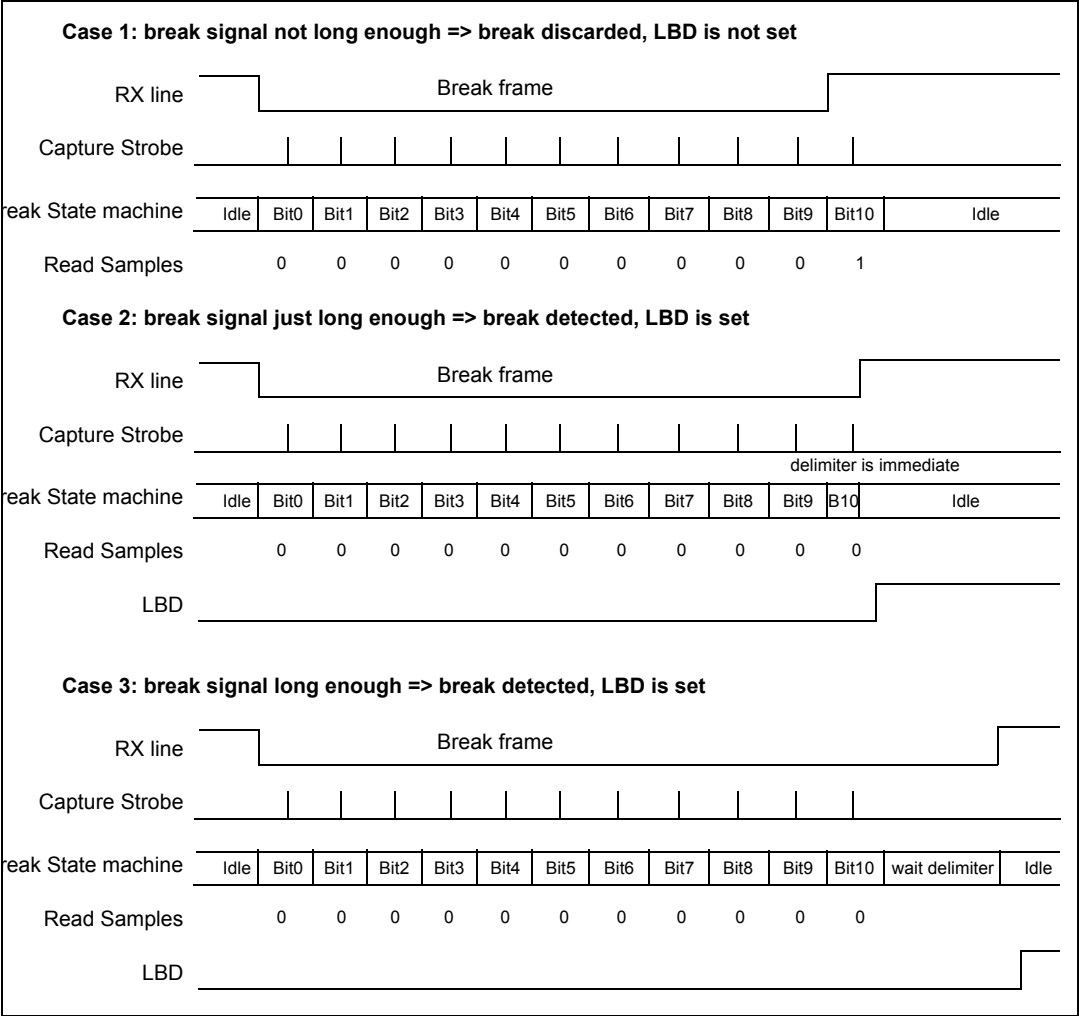 Case 1: break signal not long enough => break discarded, LBD is not set
RX line
Break frame
Capture Strobe
reak State machine Idle Bit0 Bit1 Bit2 Bit3 Bit4 Bit5 Bit6 Bit7 Bit8 Bit9 Bit10 Idle
Read Samples 0 0 0 0 0 0 0 0 0 0 1
Case 2: break signal just long enough => break detected, LBD is set
RX line
Break frame
Capture Strobe
delimiter is immediate
reak State machine Idle Bit0 Bit1 Bit2 Bit3 Bit4 Bit5 Bit6 Bit7 Bit8 Bit9 B10 Idle
Read Samples 0 0 0 0 0 0 0 0 0 0 0
LBD
Case 3: break signal long enough => break detected, LBD is set
RX line
Break frame
Capture Strobe
reak State machine Idle Bit0 Bit1 Bit2 Bit3 Bit4 Bit5 Bit6 Bit7 Bit8 Bit9 Bit10 wait delimiter Idle
Read Samples 0 0 0 0 0 0 0 0 0 0 0
LBD